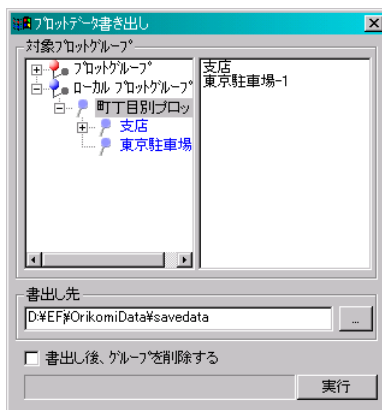 プロットデータ書き出し
対象プロットグループ
プロットグループ
ローカル プロットグループ
町丁目別プロッ
支店
東京駐車場
支店
東京駐車場-1
書出し先
D:¥EF¥OrikomiData¥savedata
...
書出し後、グループを削除する
実行